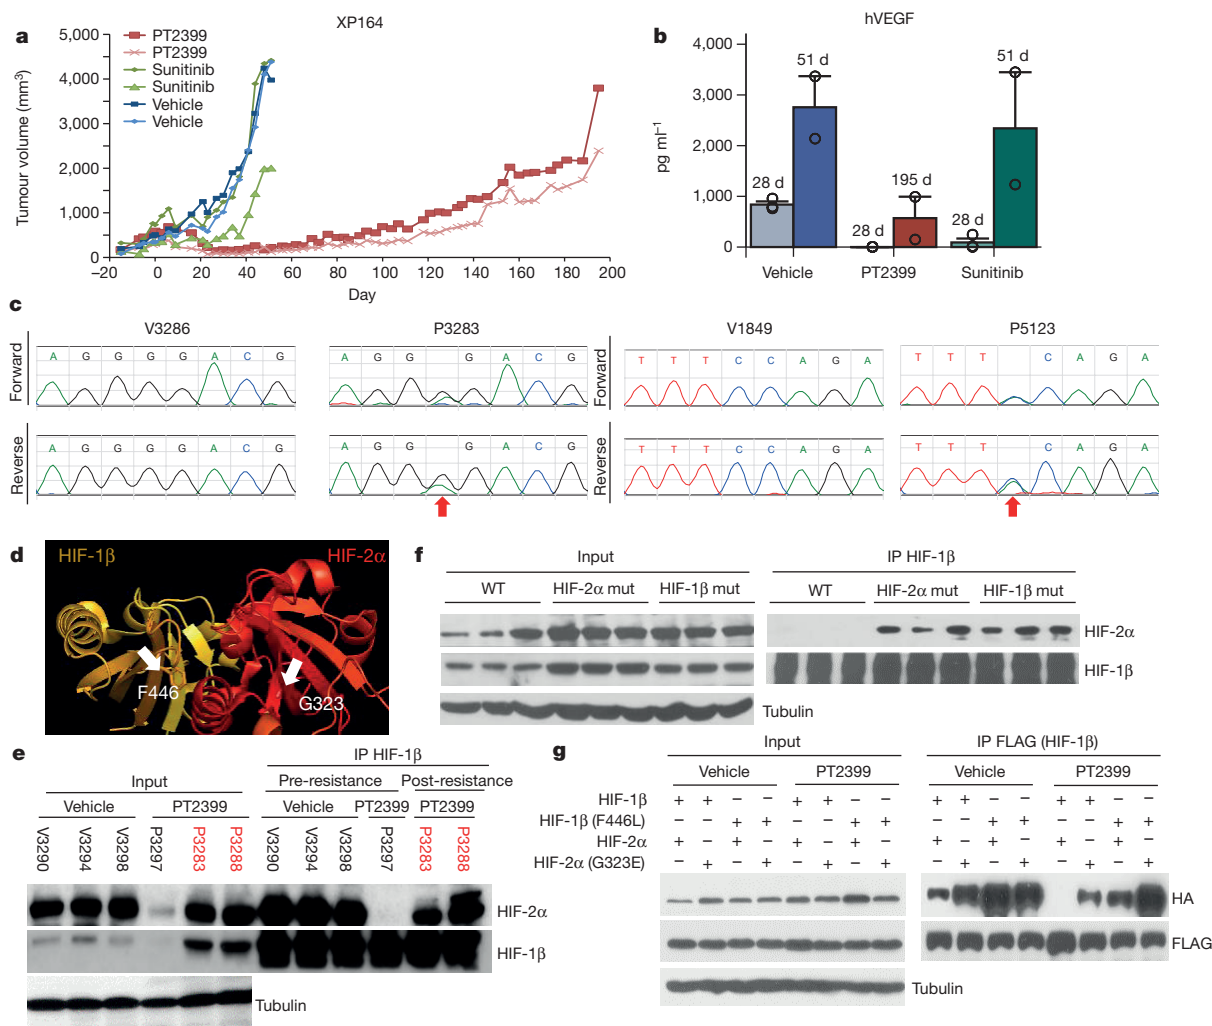 a
XP164
5,000
4,000
3,000
2,000
1,000
0
Tumour volume (mm³)
PT2399
PT2399
Sunitinib
Sunitinib
Vehicle
Vehicle
−20 0 20 40 60 80 100 120 140 160 180 200
Day
b
hVEGF
4,000
3,000
2,000
1,000
0
pg ml⁻¹
28 d
51 d
28 d
195 d
28 d
51 d
Vehicle PT2399 Sunitinib
c
V3286 P3283 V1849 P5123
Forward
A G G G G A C G
A G G G A C G
Forward
T T T C C A G A
T T T C A G A
Reverse
A G G G G A C G
A G G G A C G
Reverse
T T T C C A G A
T T T C A G A
d
HIF-1β HIF-2α
F446
G323
e
IP HIF-1β
Input Pre-resistance Post-resistance
Vehicle PT2399 Vehicle PT2399 PT2399
V3290 V3294 V3298 P3297 P3283 P3288 V3290 V3294 V3298 P3297 P3283 P3288
HIF-2α
HIF-1β
Tubulin
f
Input IP HIF-1β
WT HIF-2α mut HIF-1β mut WT HIF-2α mut HIF-1β mut
HIF-2α
HIF-1β
Tubulin
g
Input IP FLAG (HIF-1β)
Vehicle PT2399 Vehicle PT2399
HIF-1β + + − − + + − − + + − − + + − −
HIF-1β (F446L) − − + + − − + + − − + + − − + +
HIF-2α + − + − + − + − + − + − + − + −
HIF-2α (G323E) − + − + − + − + − + − + − + − +
HA
FLAG
Tubulin